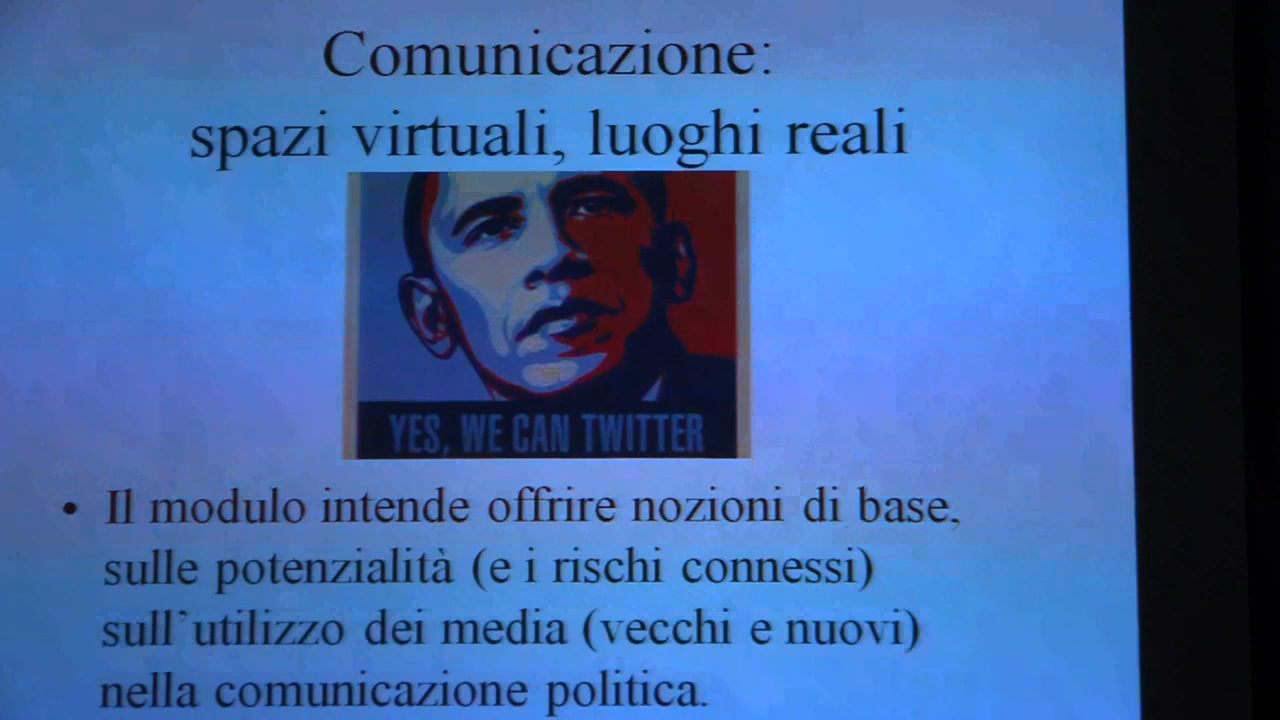 Comunicazione:
spazi virtuali, luoghi reali
YES, WE CAN TWITTER
• Il modulo intende offrire nozioni di base,
sulle potenzialità (e i rischi connessi)
sull'utilizzo dei media (vecchi e nuovi)
nella comunicazione politica.